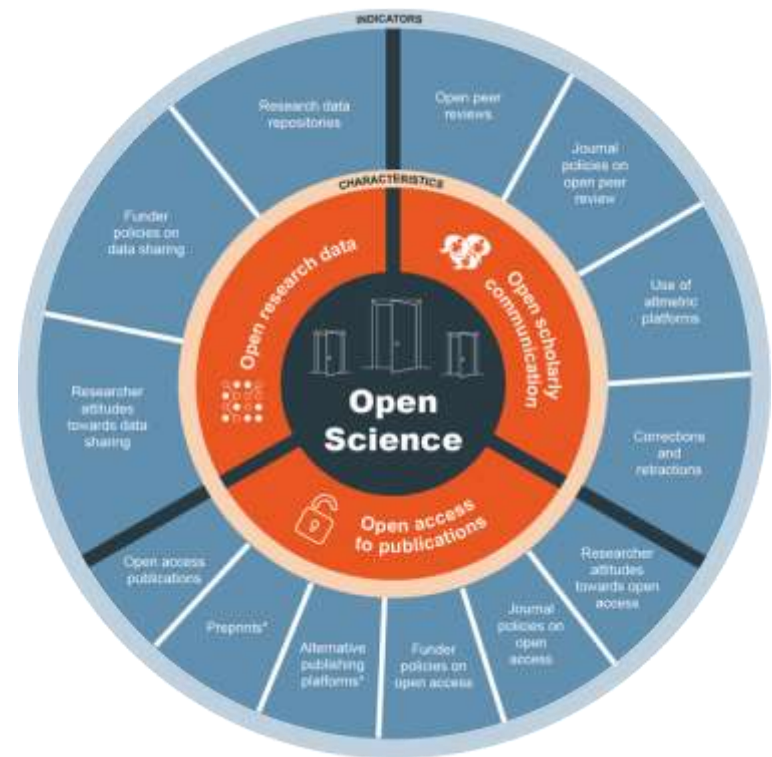 INDICATORS
Research data
repositories
Open peer
reviews
Journal
policies on
open peer
review
Funder
policies on
data sharing
CHARACTERISTICS
Open research data
Open scholarly
communication
Use of
altmetric
platforms
Researcher
attitudes
towards data
sharing
Open
Science
Corrections
and
retractions
Open access
to publications
Open access
publications
Preprints*
Alternative
publishing
platforms*
Funder
policies on
open access
Journal
policies on
open
access
Researcher
attitudes
towards open
access